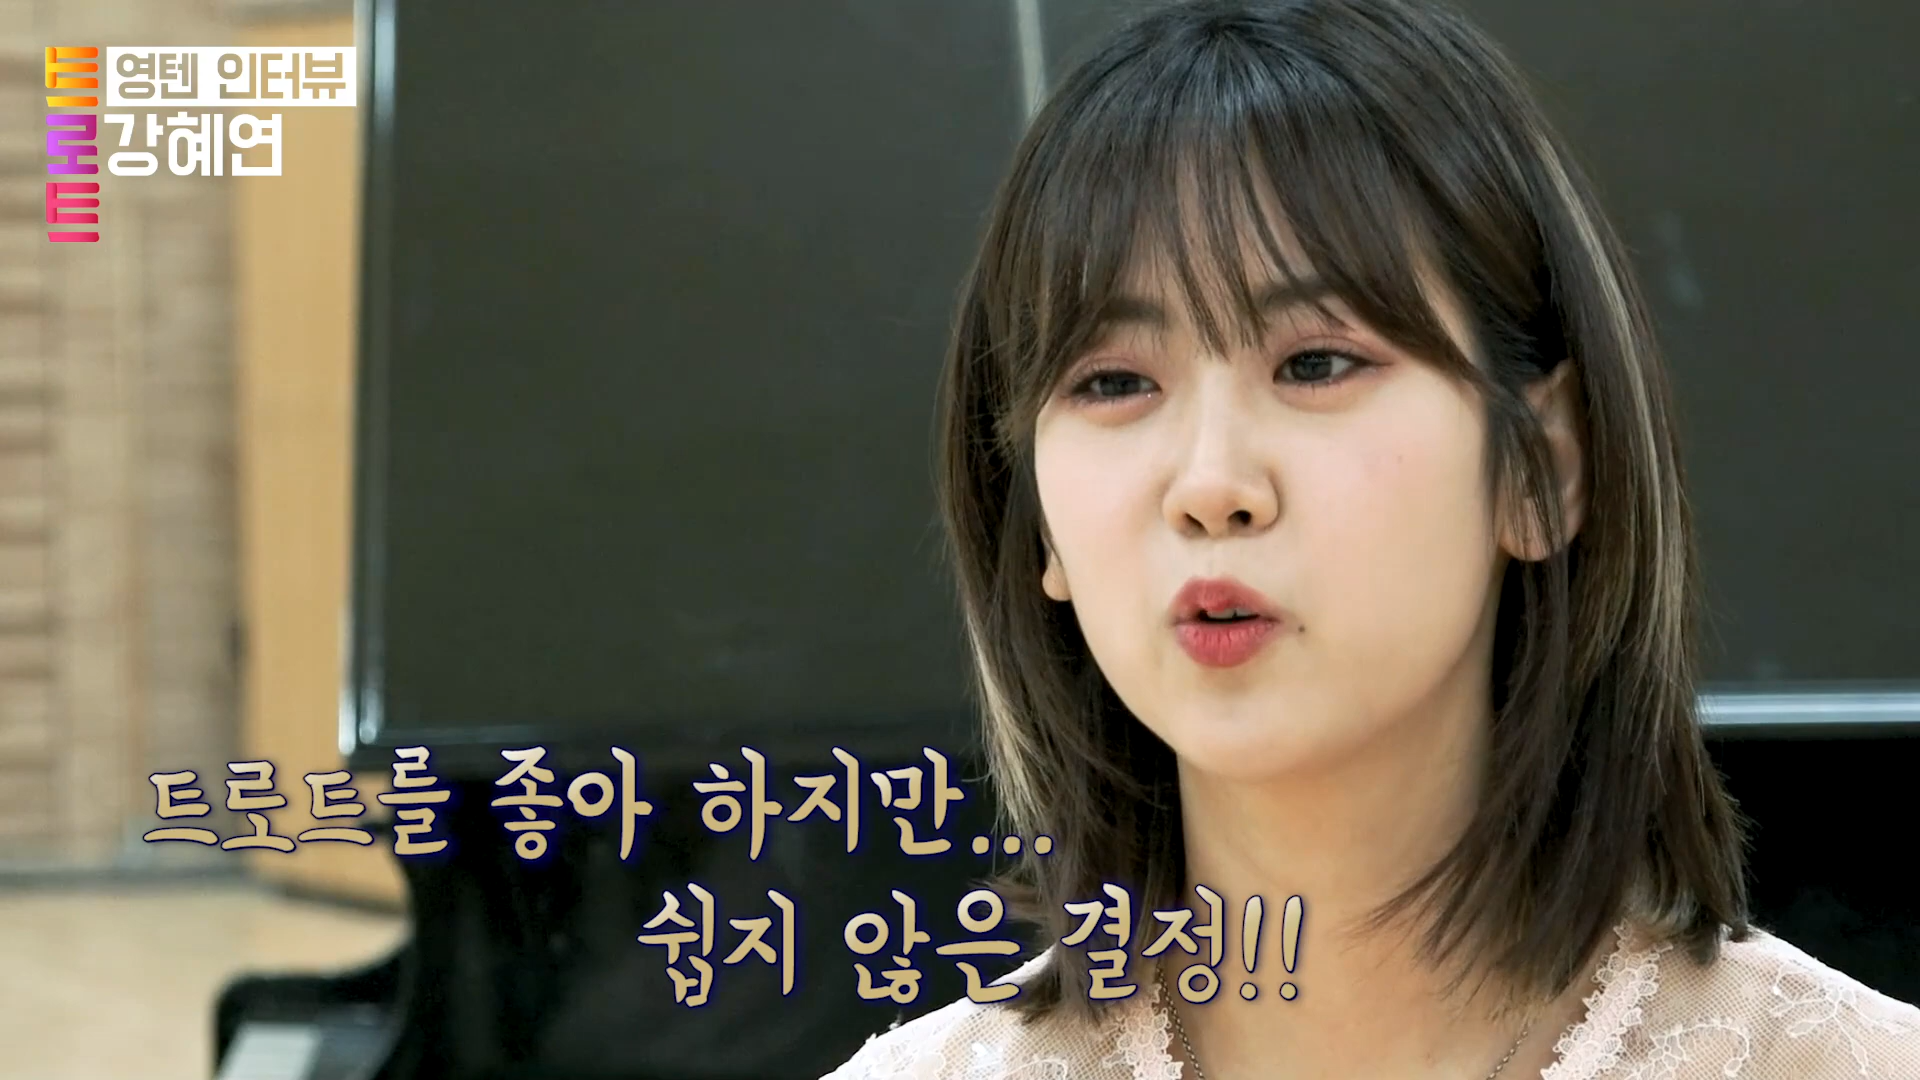 트로트
영텐 인터뷰
강혜연
트로트를 좋아 하지만...
쉽지 않은 결정!!